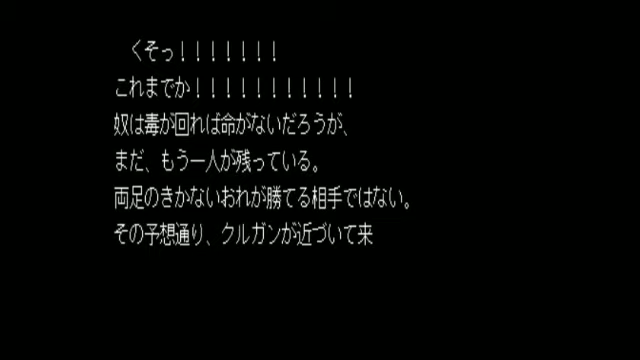 くそっ！！！！！！！
これまでか！！！！！！！！！！！
奴は毒が回れば命がないだろうが、
まだ、もう一人が残っている。
両足のきかないおれが勝てる相手ではない。
その予想通り、クルガンが近づいて来